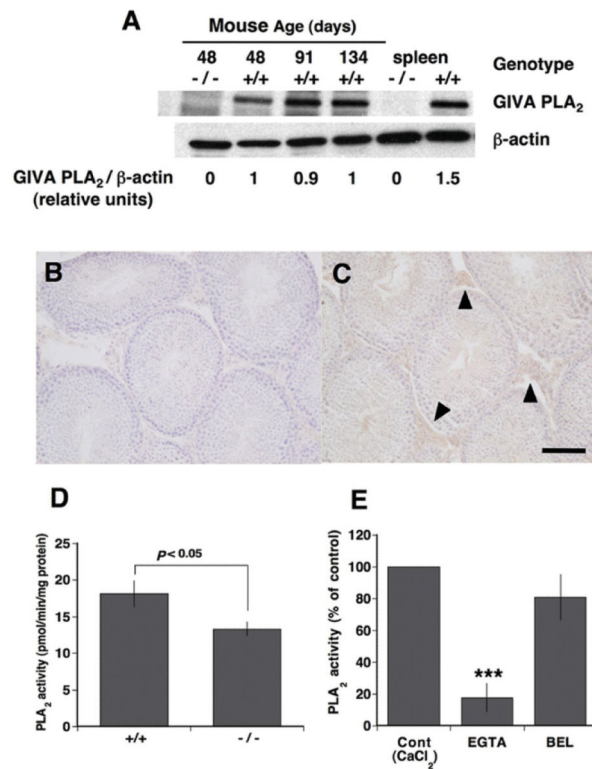 A
Mouse Age (days)
48 48 91 134 spleen
Genotype
-/- +/+ +/+ +/+ -/- +/+
GIVA PLA2
β-actin
GIVA PLA2/β-actin 0 1 0.9 1 0 1.5
(relative units)
B
C
D
PLA2 activity (pmol/min/mg protein)
25
20
15
10
5
0
P< 0.05
+/+ -/-
E
PLA2 activity (% of control)
120
100
80
60
40
20
0
***
Cont EGTA BEL
(CaCl2)